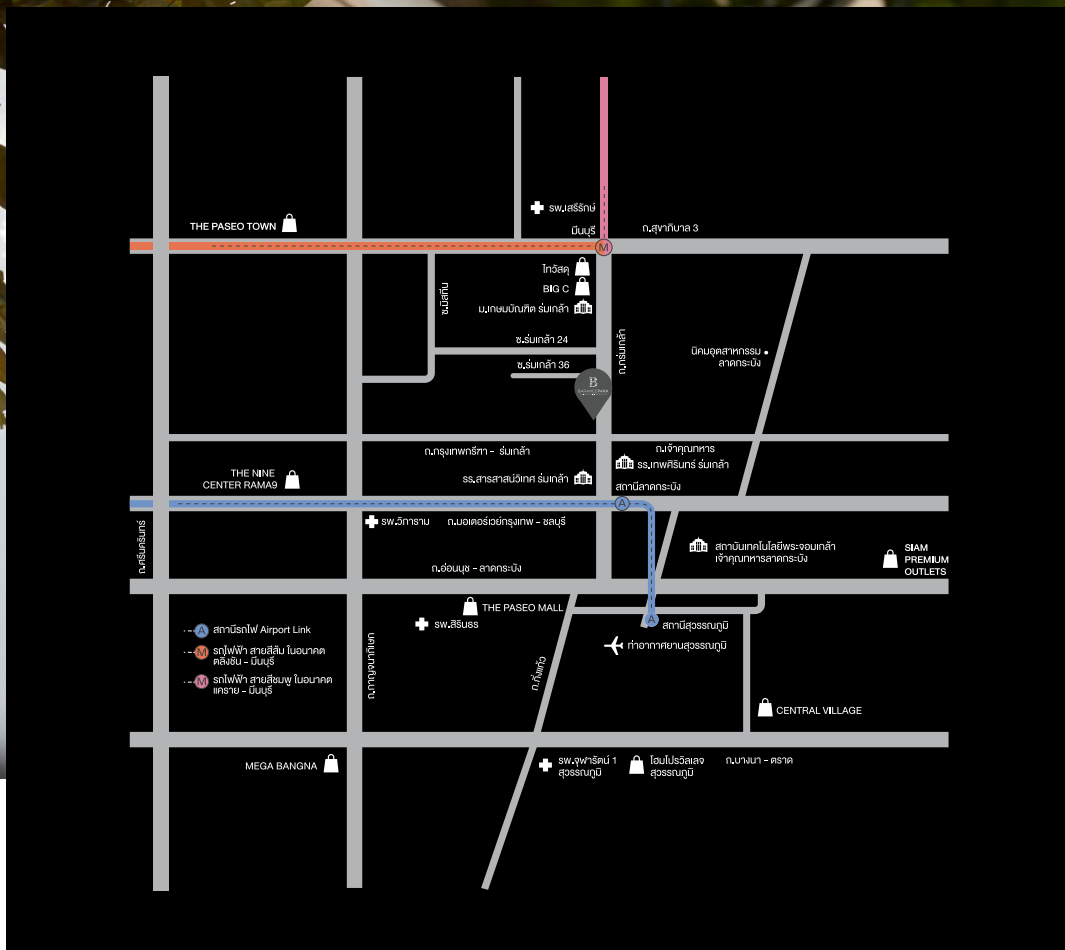 รพ.เสรีรักษ์
THE PASEO TOWN
มีนบุรี
ถ.สุขาภิบาล 3
M
ไทวัสดุ
BIG C
ม.เกษมบัณฑิต ร่มเกล้า
ซ.มิสทีน
ซ.ร่มเกล้า 24
ถ.ร่มเกล้า
ซ.ร่มเกล้า 36
นิคมอุตสาหกรรม
ลาดกระบัง
B
BARANEE PARK
ถ.กรุงเทพกรีฑา - ร่มเกล้า
ถ.เจ้าคุณทหาร
รร.เทพศิรินทร์ ร่มเกล้า
THE NINE
CENTER RAMA9
รร.สารสาสน์วิเทศ ร่มเกล้า
สถานีลาดกระบัง
A
รพ.วิภาราม
ถ.มอเตอร์เวย์กรุงเทพ - ชลบุรี
ถ.ศรีนครินทร์
สถาบันเทคโนโลยีพระจอมเกล้า
เจ้าคุณทหารลาดกระบัง
SIAM
PREMIUM
OUTLETS
ถ.อ่อนนุช - ลาดกระบัง
THE PASEO MALL
รพ.สิรินธร
A
สถานีสุวรรณภูมิ
ท่าอากาศยานสุวรรณภูมิ
A สถานีรถไฟ Airport Link
M รถไฟฟ้า สายสีส้ม ในอนาคต
ตลิ่งชัน - มีนบุรี
M รถไฟฟ้า สายสีชมพู ในอนาคต
แคราย - มีนบุรี
ถ.กาญจนาภิเษก
ถ.กิ่งแก้ว
CENTRAL VILLAGE
MEGA BANGNA
รพ.จุฬารัตน์ 1
สุวรรณภูมิ
โฮมโปรวิลเลจ
สุวรรณภูมิ
ถ.บางนา - ตราด